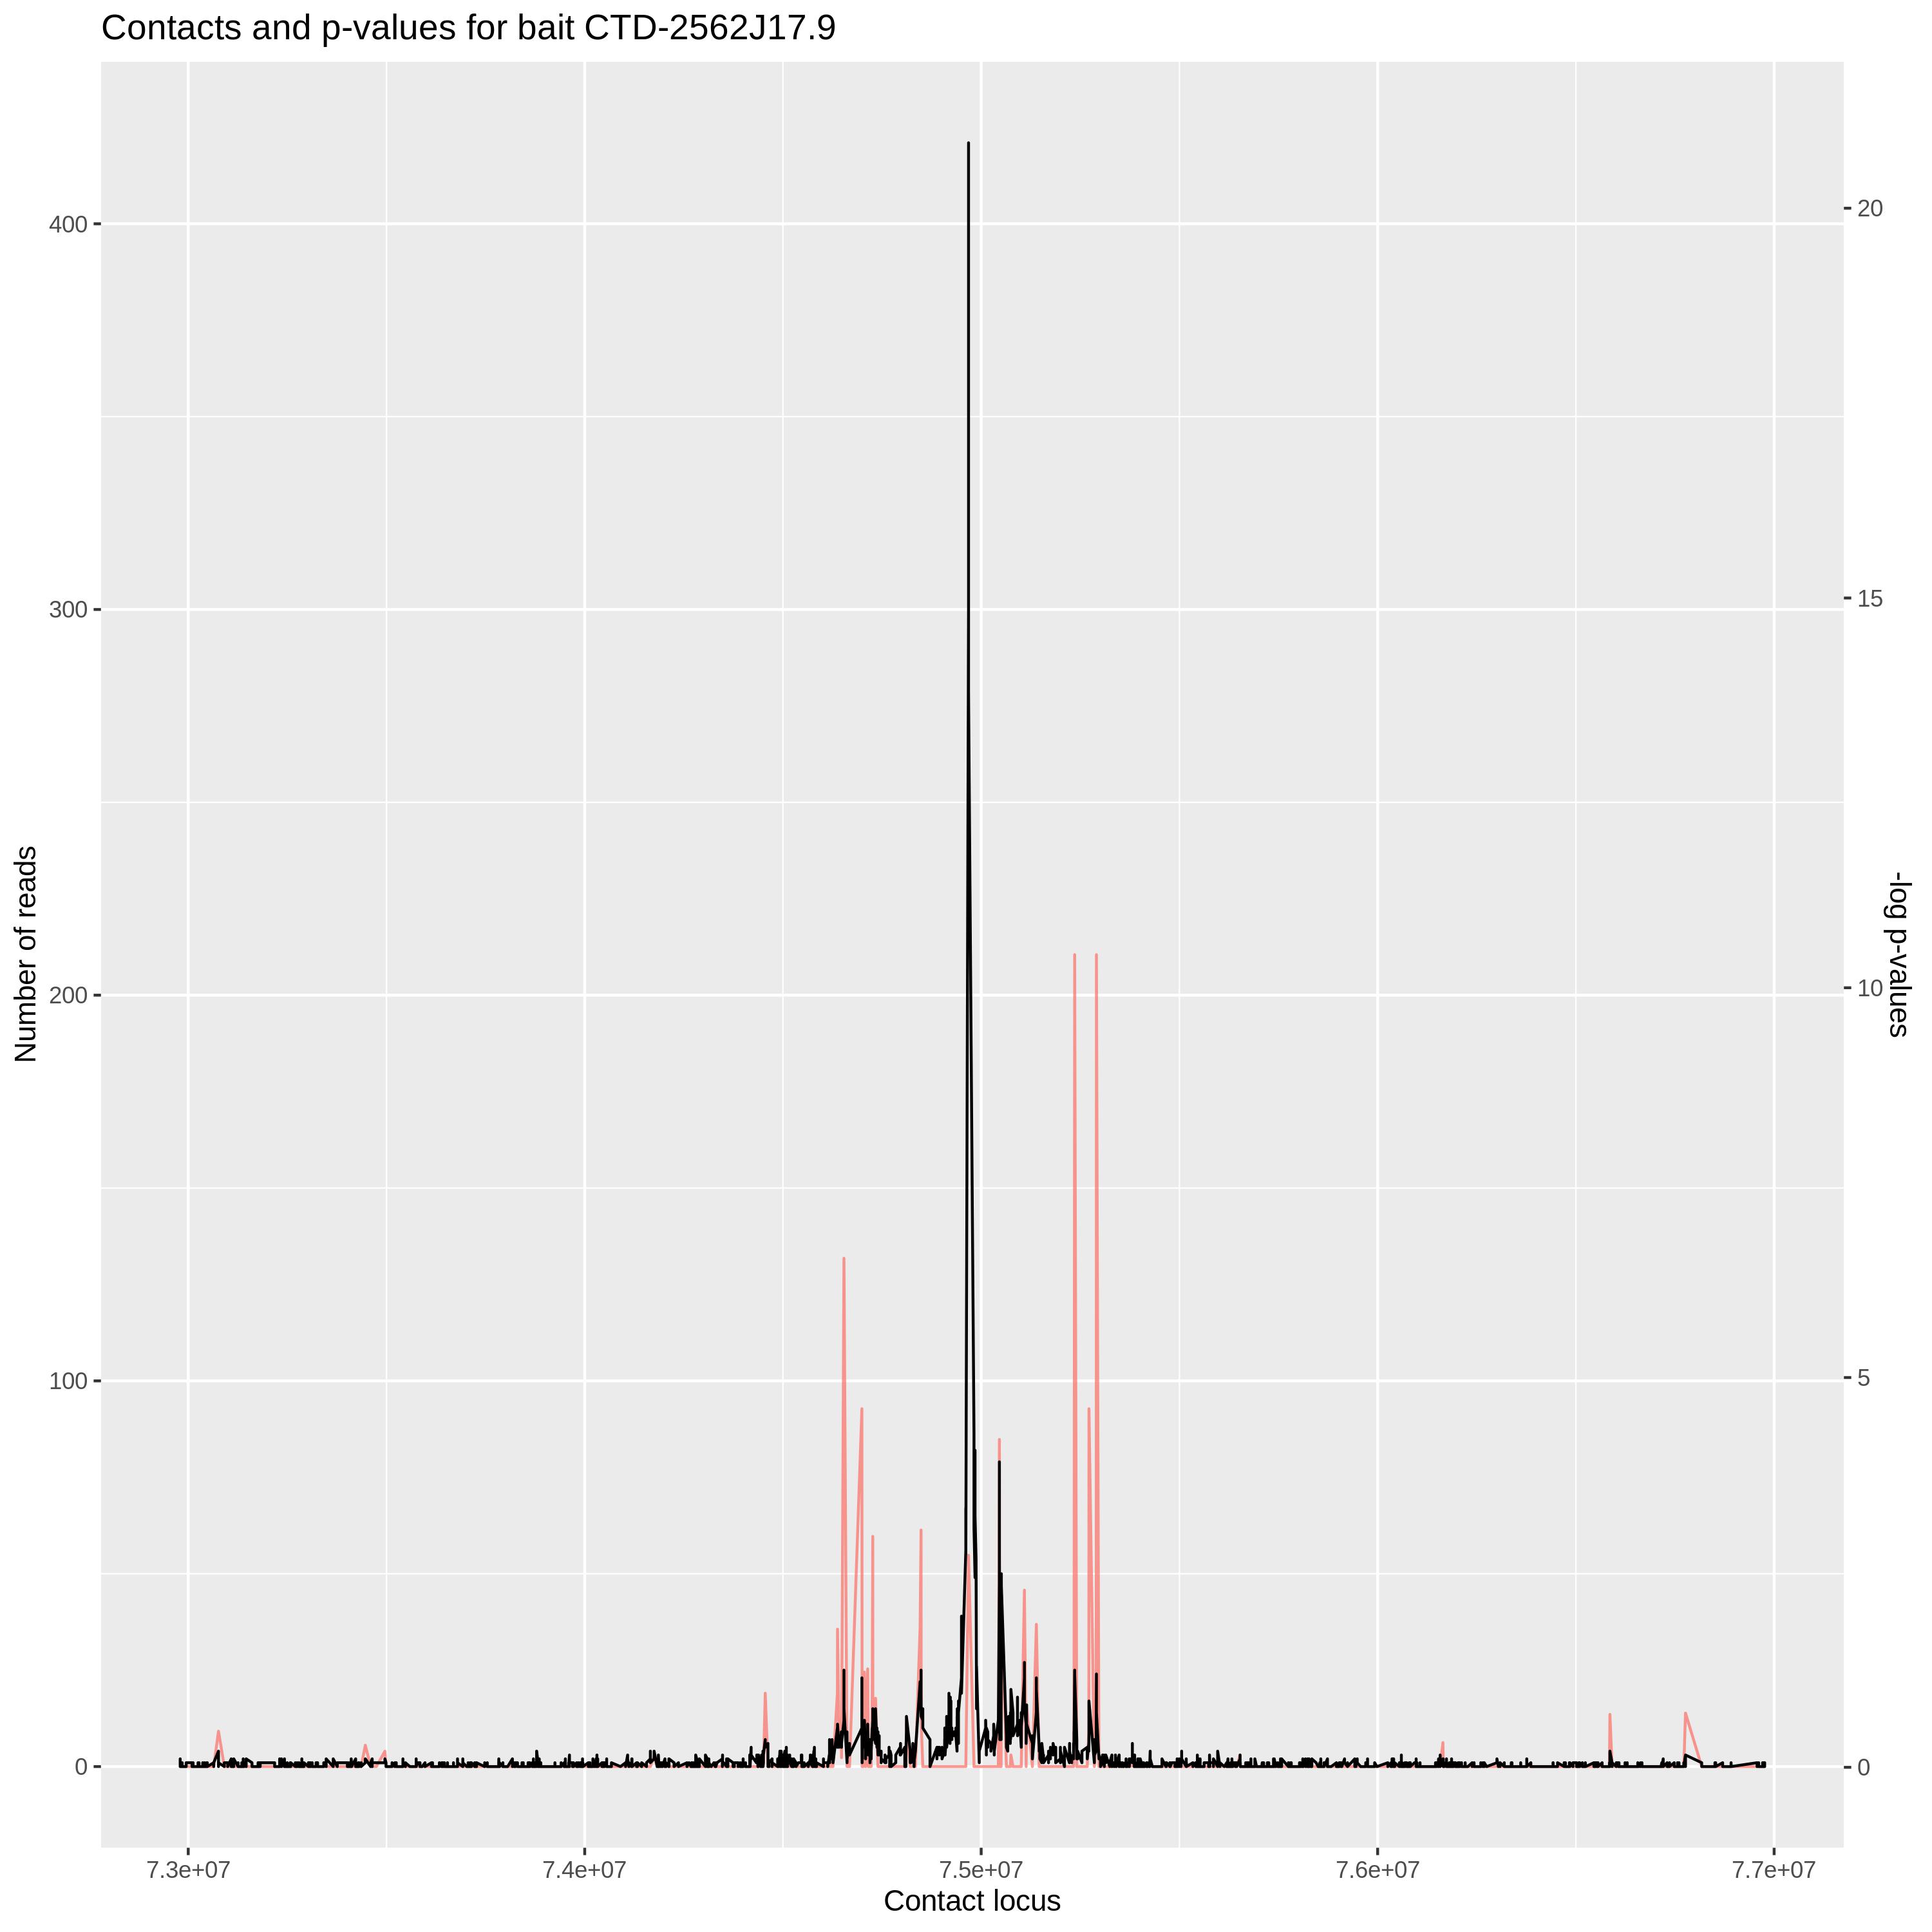 Contacts and p-values for bait CTD-2562J17.9
400
300
200
100
0
Number of reads
20
15
10
5
0
-log p-values
7.3e+07
7.4e+07
7.5e+07
7.6e+07
7.7e+07
Contact locus